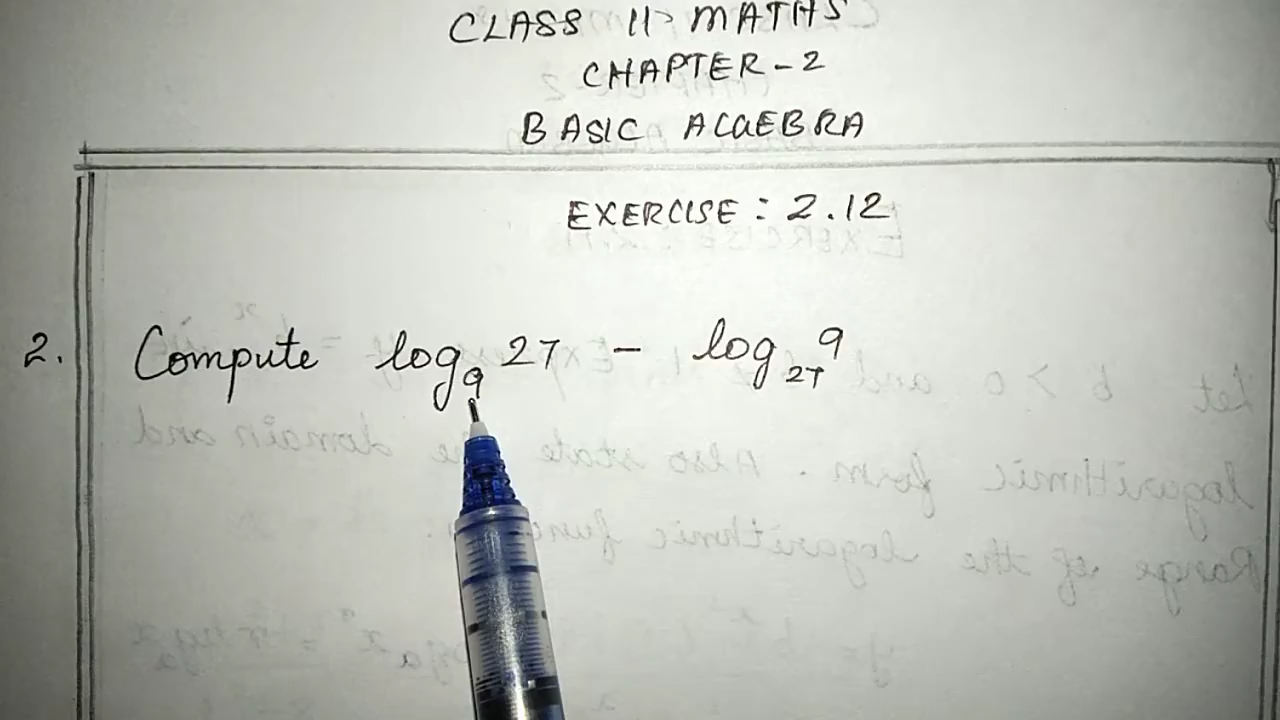 CLASS 11 MATHS
CHAPTER-2
BASIC ALGEBRA
EXERCISE : 2.12
2. Compute log₉ 27 - log₂₇ 9